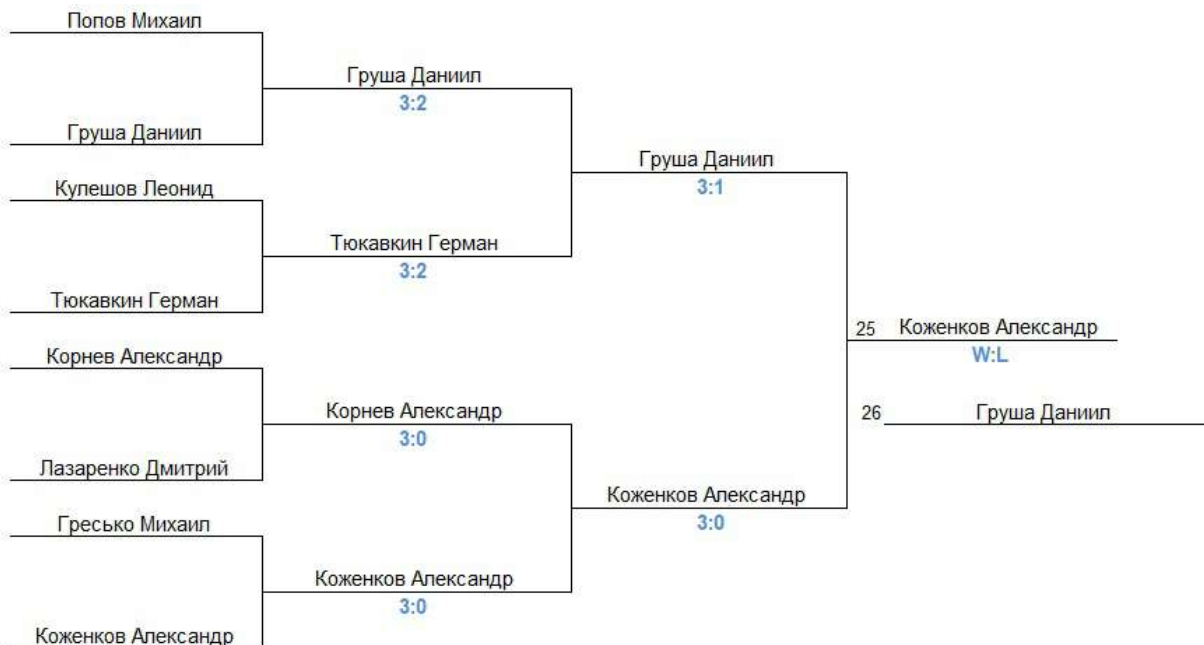 Попов Михаил
Груша Даниил
3:2
Груша Даниил
Груша Даниил
3:1
Кулешов Леонид
Тюкавкин Герман
3:2
Тюкавкин Герман
25 Коженков Александр
W:L
Корнев Александр
26 Груша Даниил
Корнев Александр
3:0
Лазаренко Дмитрий
Коженков Александр
3:0
Гресько Михаил
Коженков Александр
3:0
Коженков Александр